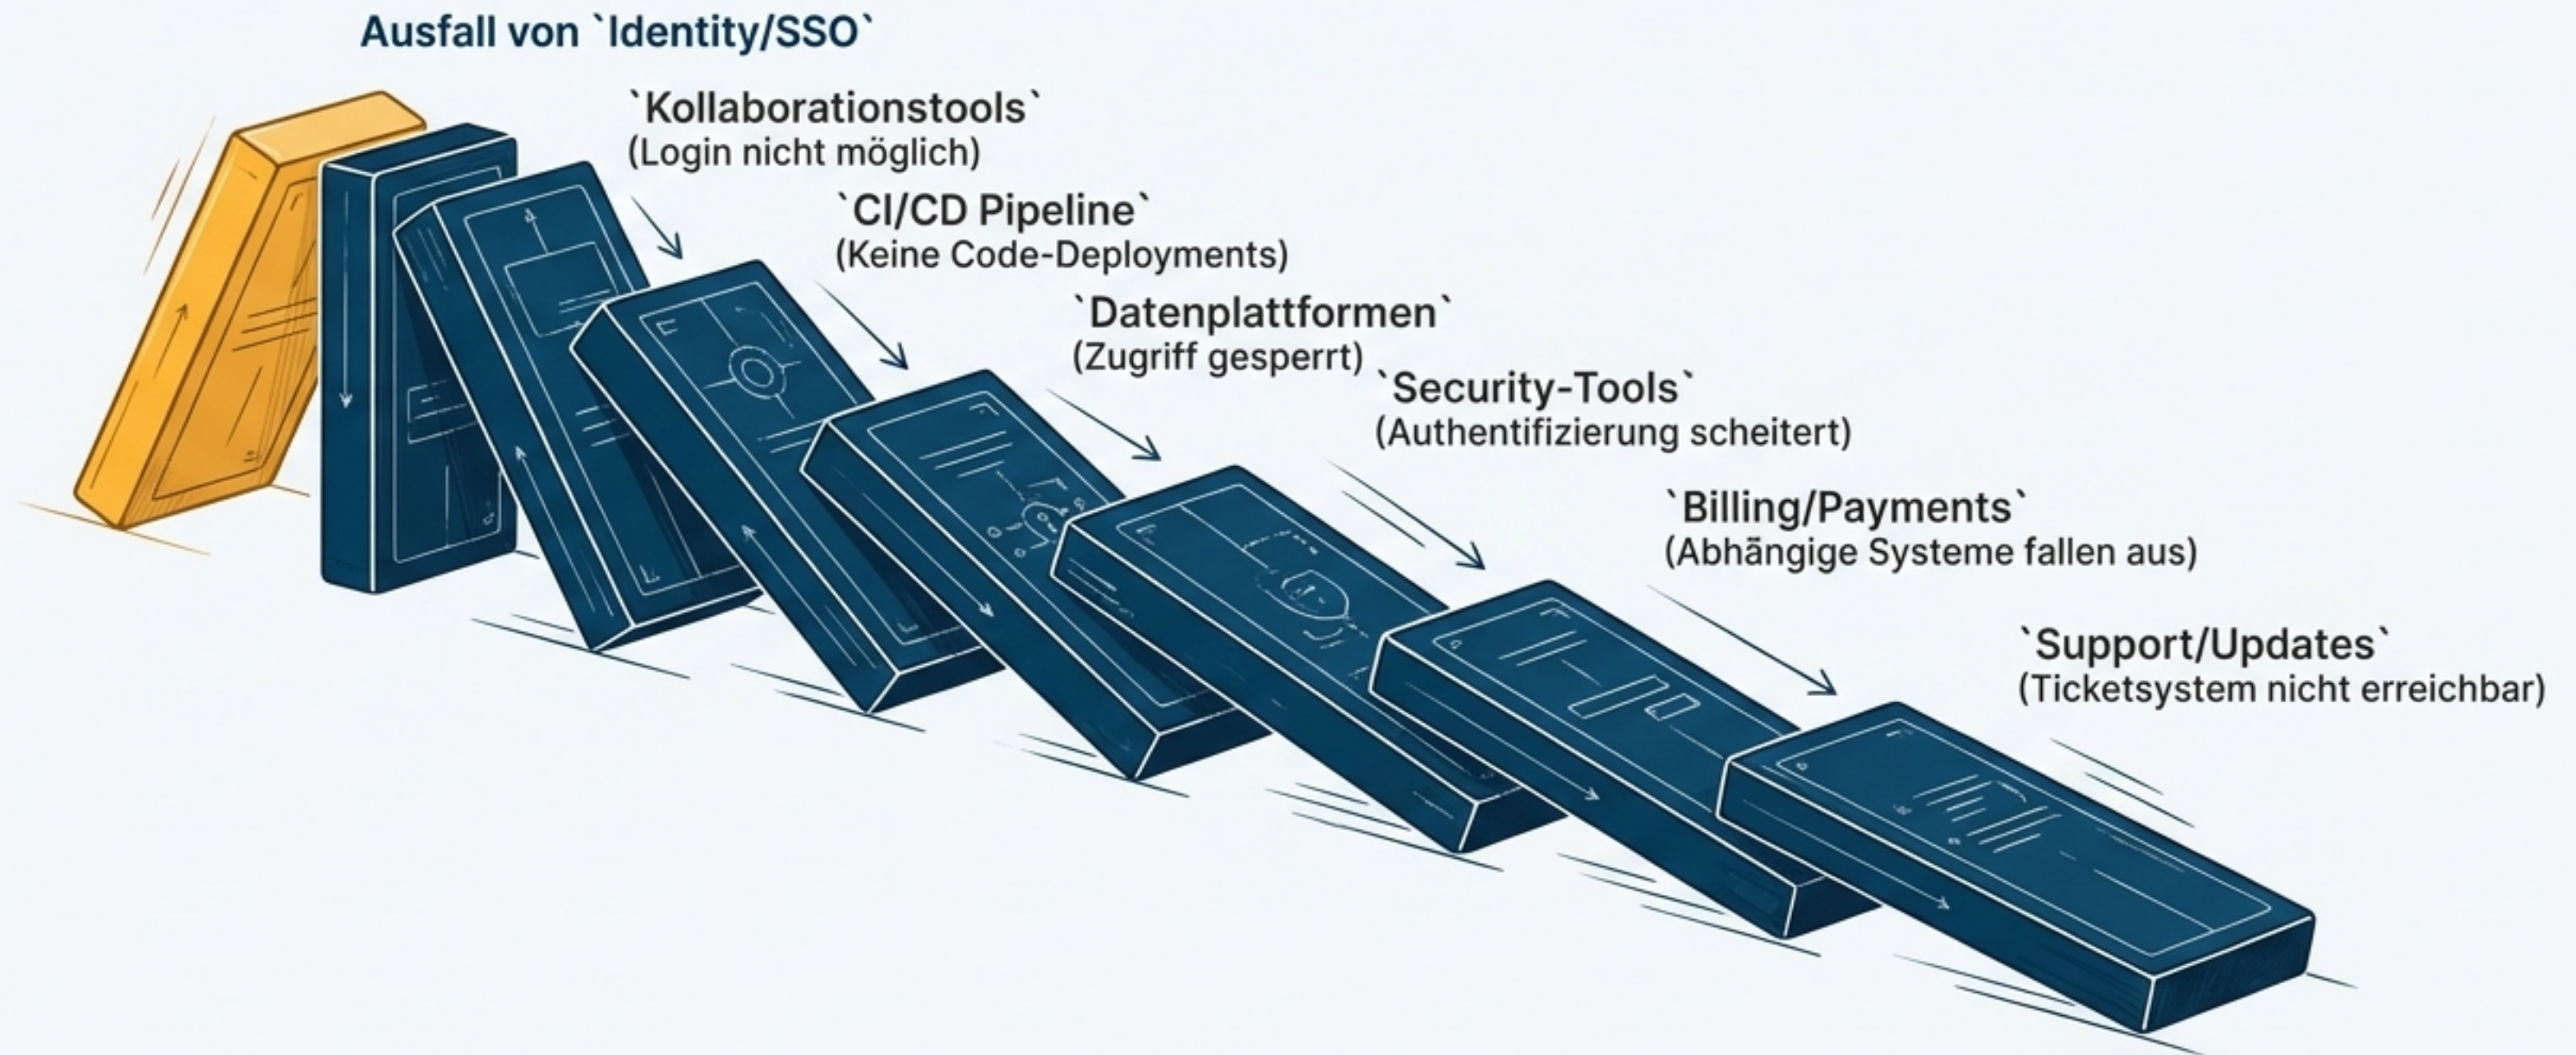 Ausfall von `Identity/SSO`
`Kollaborationstools`
(Login nicht möglich)
`CI/CD Pipeline`
(Keine Code-Deployments)
`Datenplattformen`
(Zugriff gesperrt)
`Security-Tools`
(Authentifizierung scheitert)
`Billing/Payments`
(Abhängige Systeme fallen aus)
`Support/Updates`
(Ticketsystem nicht erreichbar)